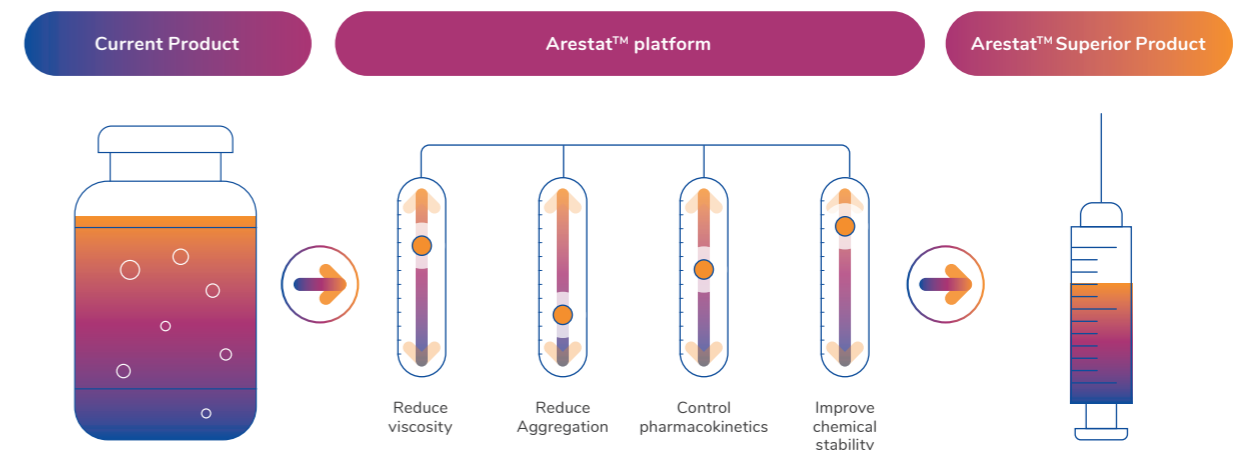 Current Product
Arestat™ platform
Arestat™ Superior Product
Reduce
viscosity
Reduce
Aggregation
Control
pharmacokinetics
Improve
chemical
stability